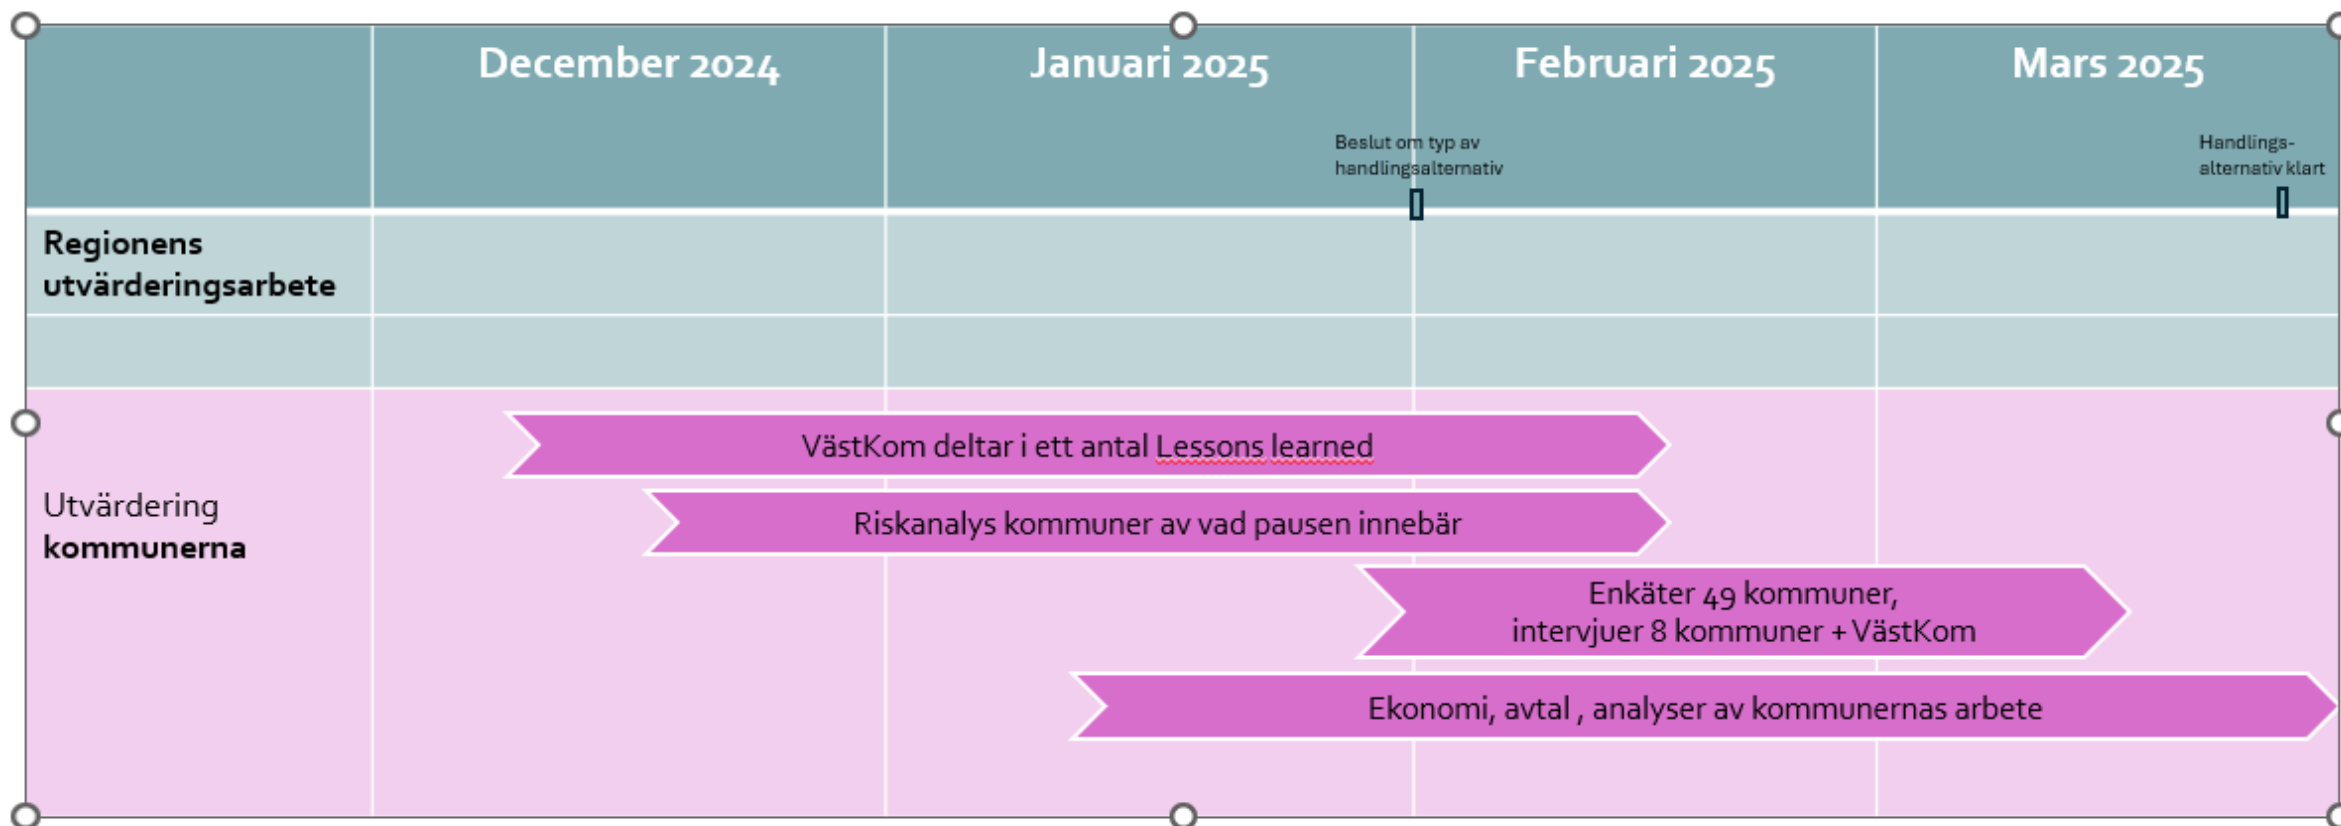 December 2024
Januari 2025
Februari 2025
Mars 2025
Beslut om typ av
handlingsalternativ
Handlings-
alternativ klart
Regionens
utvärderingsarbete
Utvärdering
kommunerna
VästKom deltar i ett antal Lessons learned
Riskanalys kommuner av vad pausen innebär
Enkäter 49 kommuner,
intervjuer 8 kommuner + VästKom
Ekonomi, avtal , analyser av kommunernas arbete